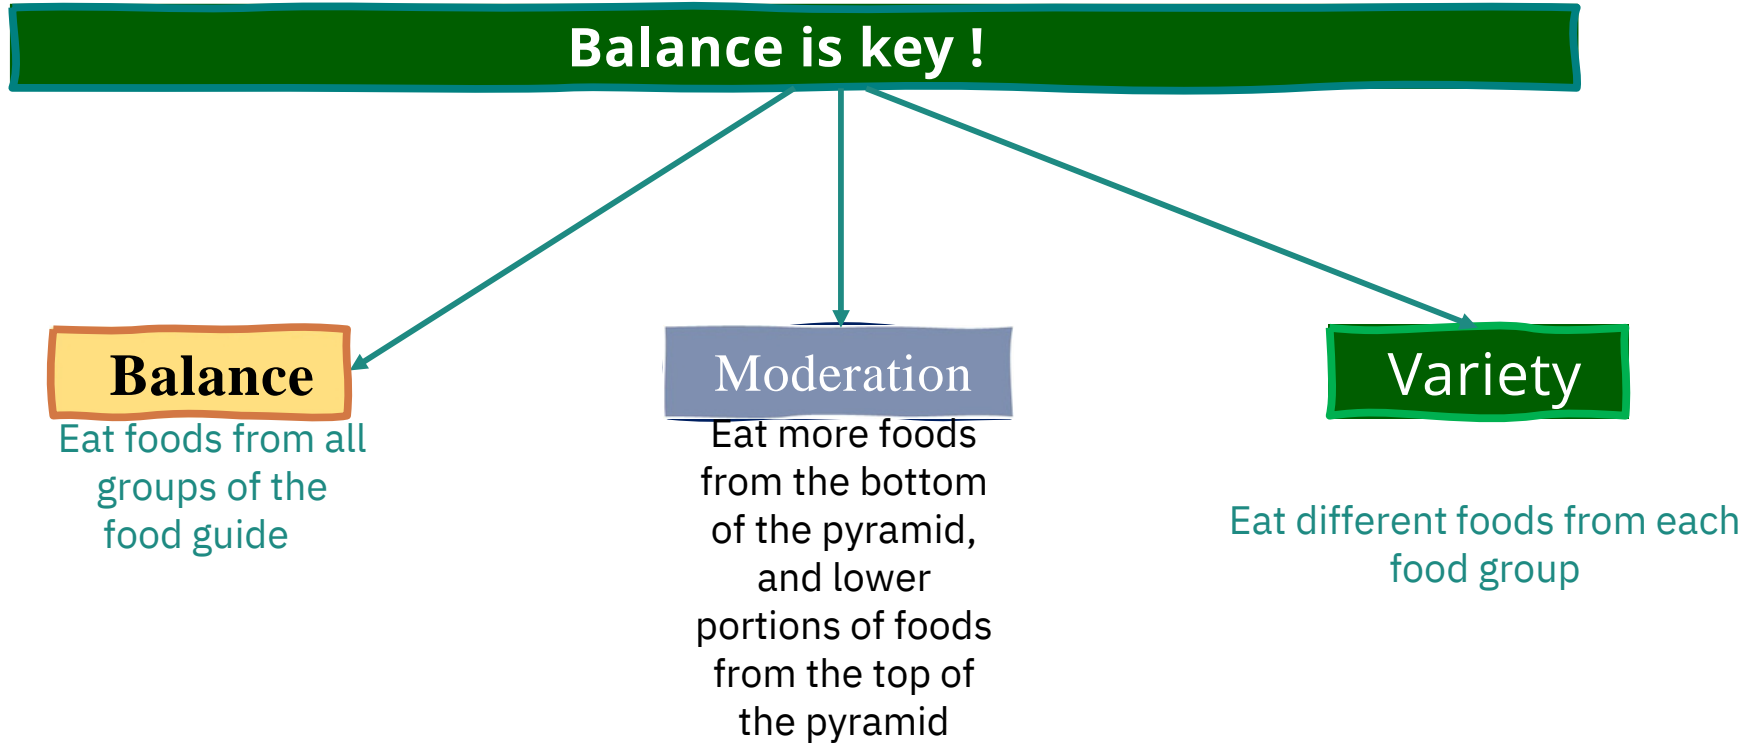 Balance is key !
Balance
Eat foods from all
groups of the
food guide
Moderation
Eat more foods
from the bottom
of the pyramid,
and lower
portions of foods
from the top of
the pyramid
Variety
Eat different foods from each
food group